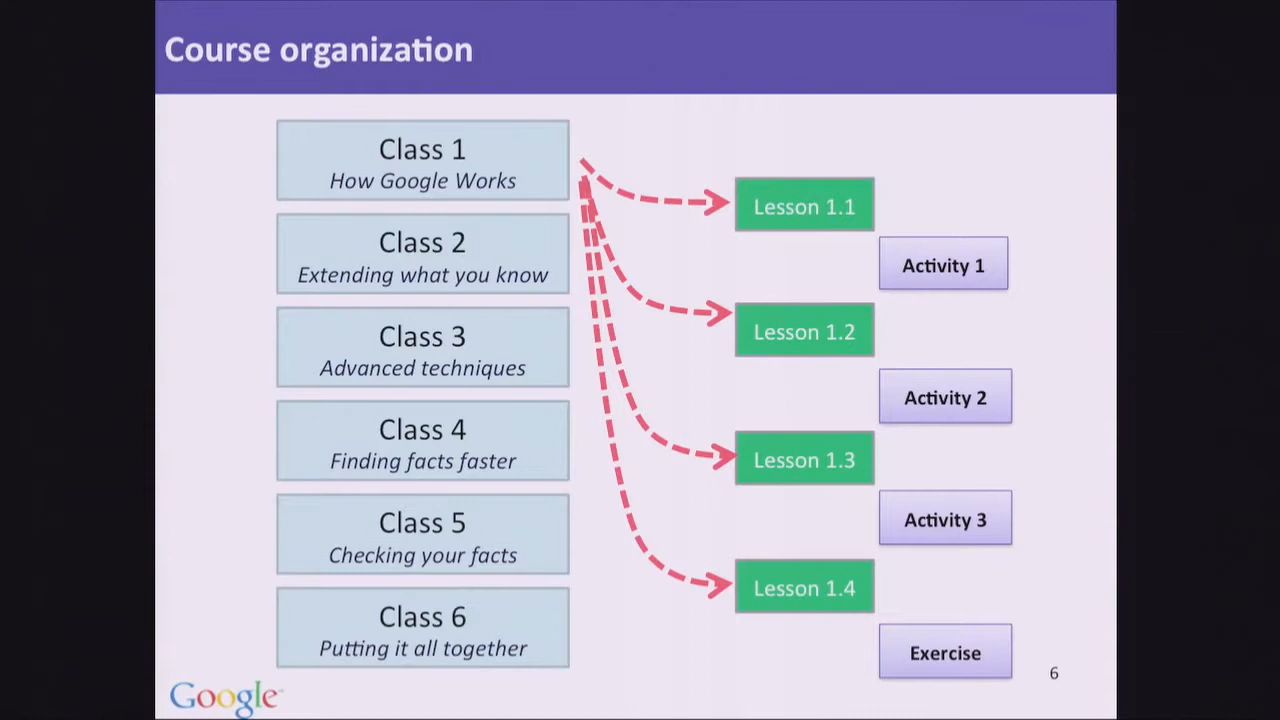 Course organization
Class 1
How Google Works
Class 2
Extending what you know
Class 3
Advanced techniques
Class 4
Finding facts faster
Class 5
Checking your facts
Class 6
Putting it all together
Lesson 1.1
Activity 1
Lesson 1.2
Activity 2
Lesson 1.3
Activity 3
Lesson 1.4
Exercise
Google
6